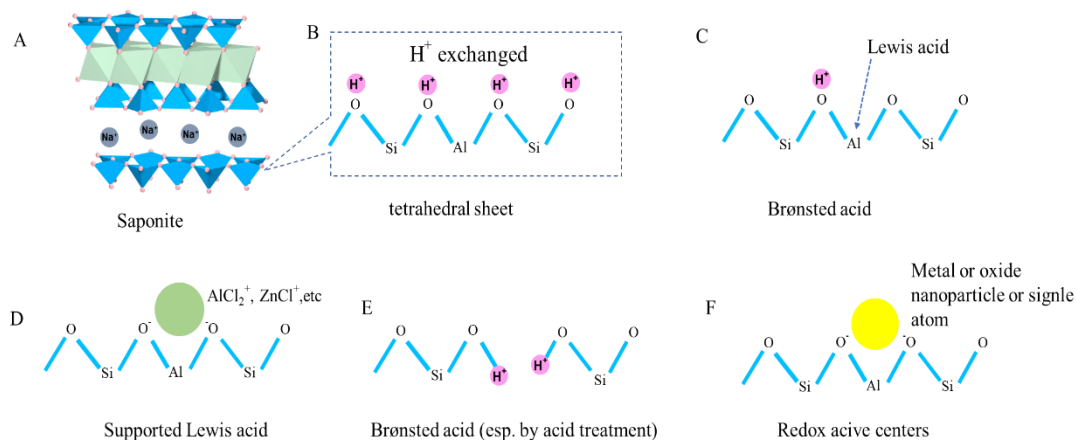 A
Na⁺ Na⁺ Na⁺ Na⁺
Saponite
B
H⁺ exchanged
H⁺ H⁺ H⁺ H⁺
O O O O
Si Al Si
tetrahedral sheet
C
Lewis acid
H⁺
O O O O
Si Al Si
Brønsted acid
D
AlCl₂⁺, ZnCl⁺,etc
O O⁻ ⁻O O
Si Al Si
Supported Lewis acid
E
O O O O
H⁺ H⁺
Si Si
Brønsted acid (esp. by acid treatment)
F
Metal or oxide
nanoparticle or signle
atom
O O⁻ ⁻O O
Si Al Si
Redox acive centers